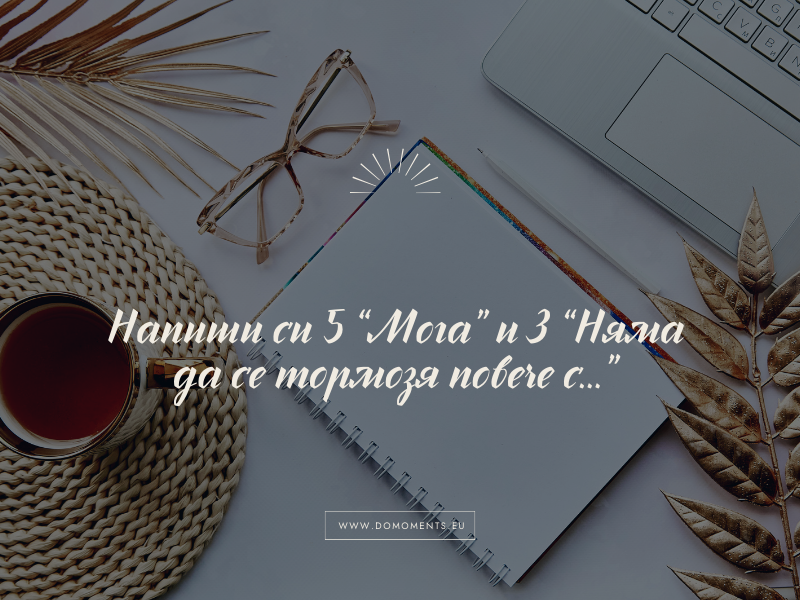 Напиши си 5 “Мога” и 3 “Няма
да се тормозя повече с...”
WWW.DOMOMENTS.EU